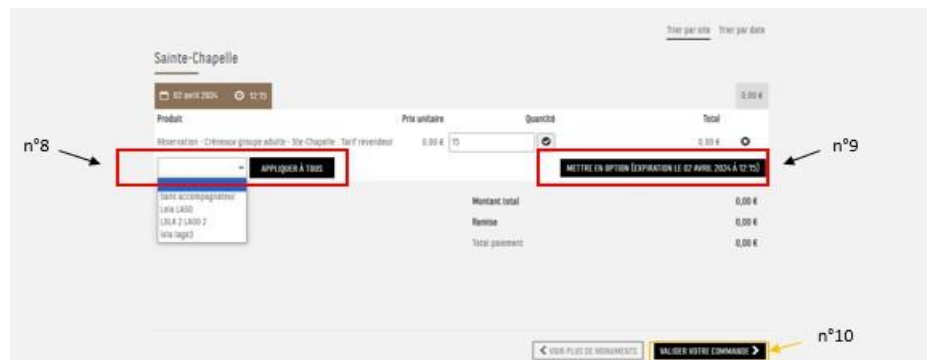 Trier par site Trier par date
Sainte-Chapelle
02 avril 2024 12:15 0,00 €
Produit Prix unitaire Quantité Total
Réservation - Créneaux groupe adulte - Ste-Chapelle . Tarif revendeur 0,00 € 15 0,00 €
n°8
n°9
APPLIQUER À TOUS METTRE EN OPTION (EXPIRATION LE 02 AVRIL 2024 À 12:15)
Sans accompagnateur
Lola LAGO
LOLA 2 LAGO 2
lola lago3
Montant total 0,00 €
Remise 0,00 €
Total paiement 0,00 €
n°10
VOIR PLUS DE MONUMENTS VALIDER VOTRE COMMANDE